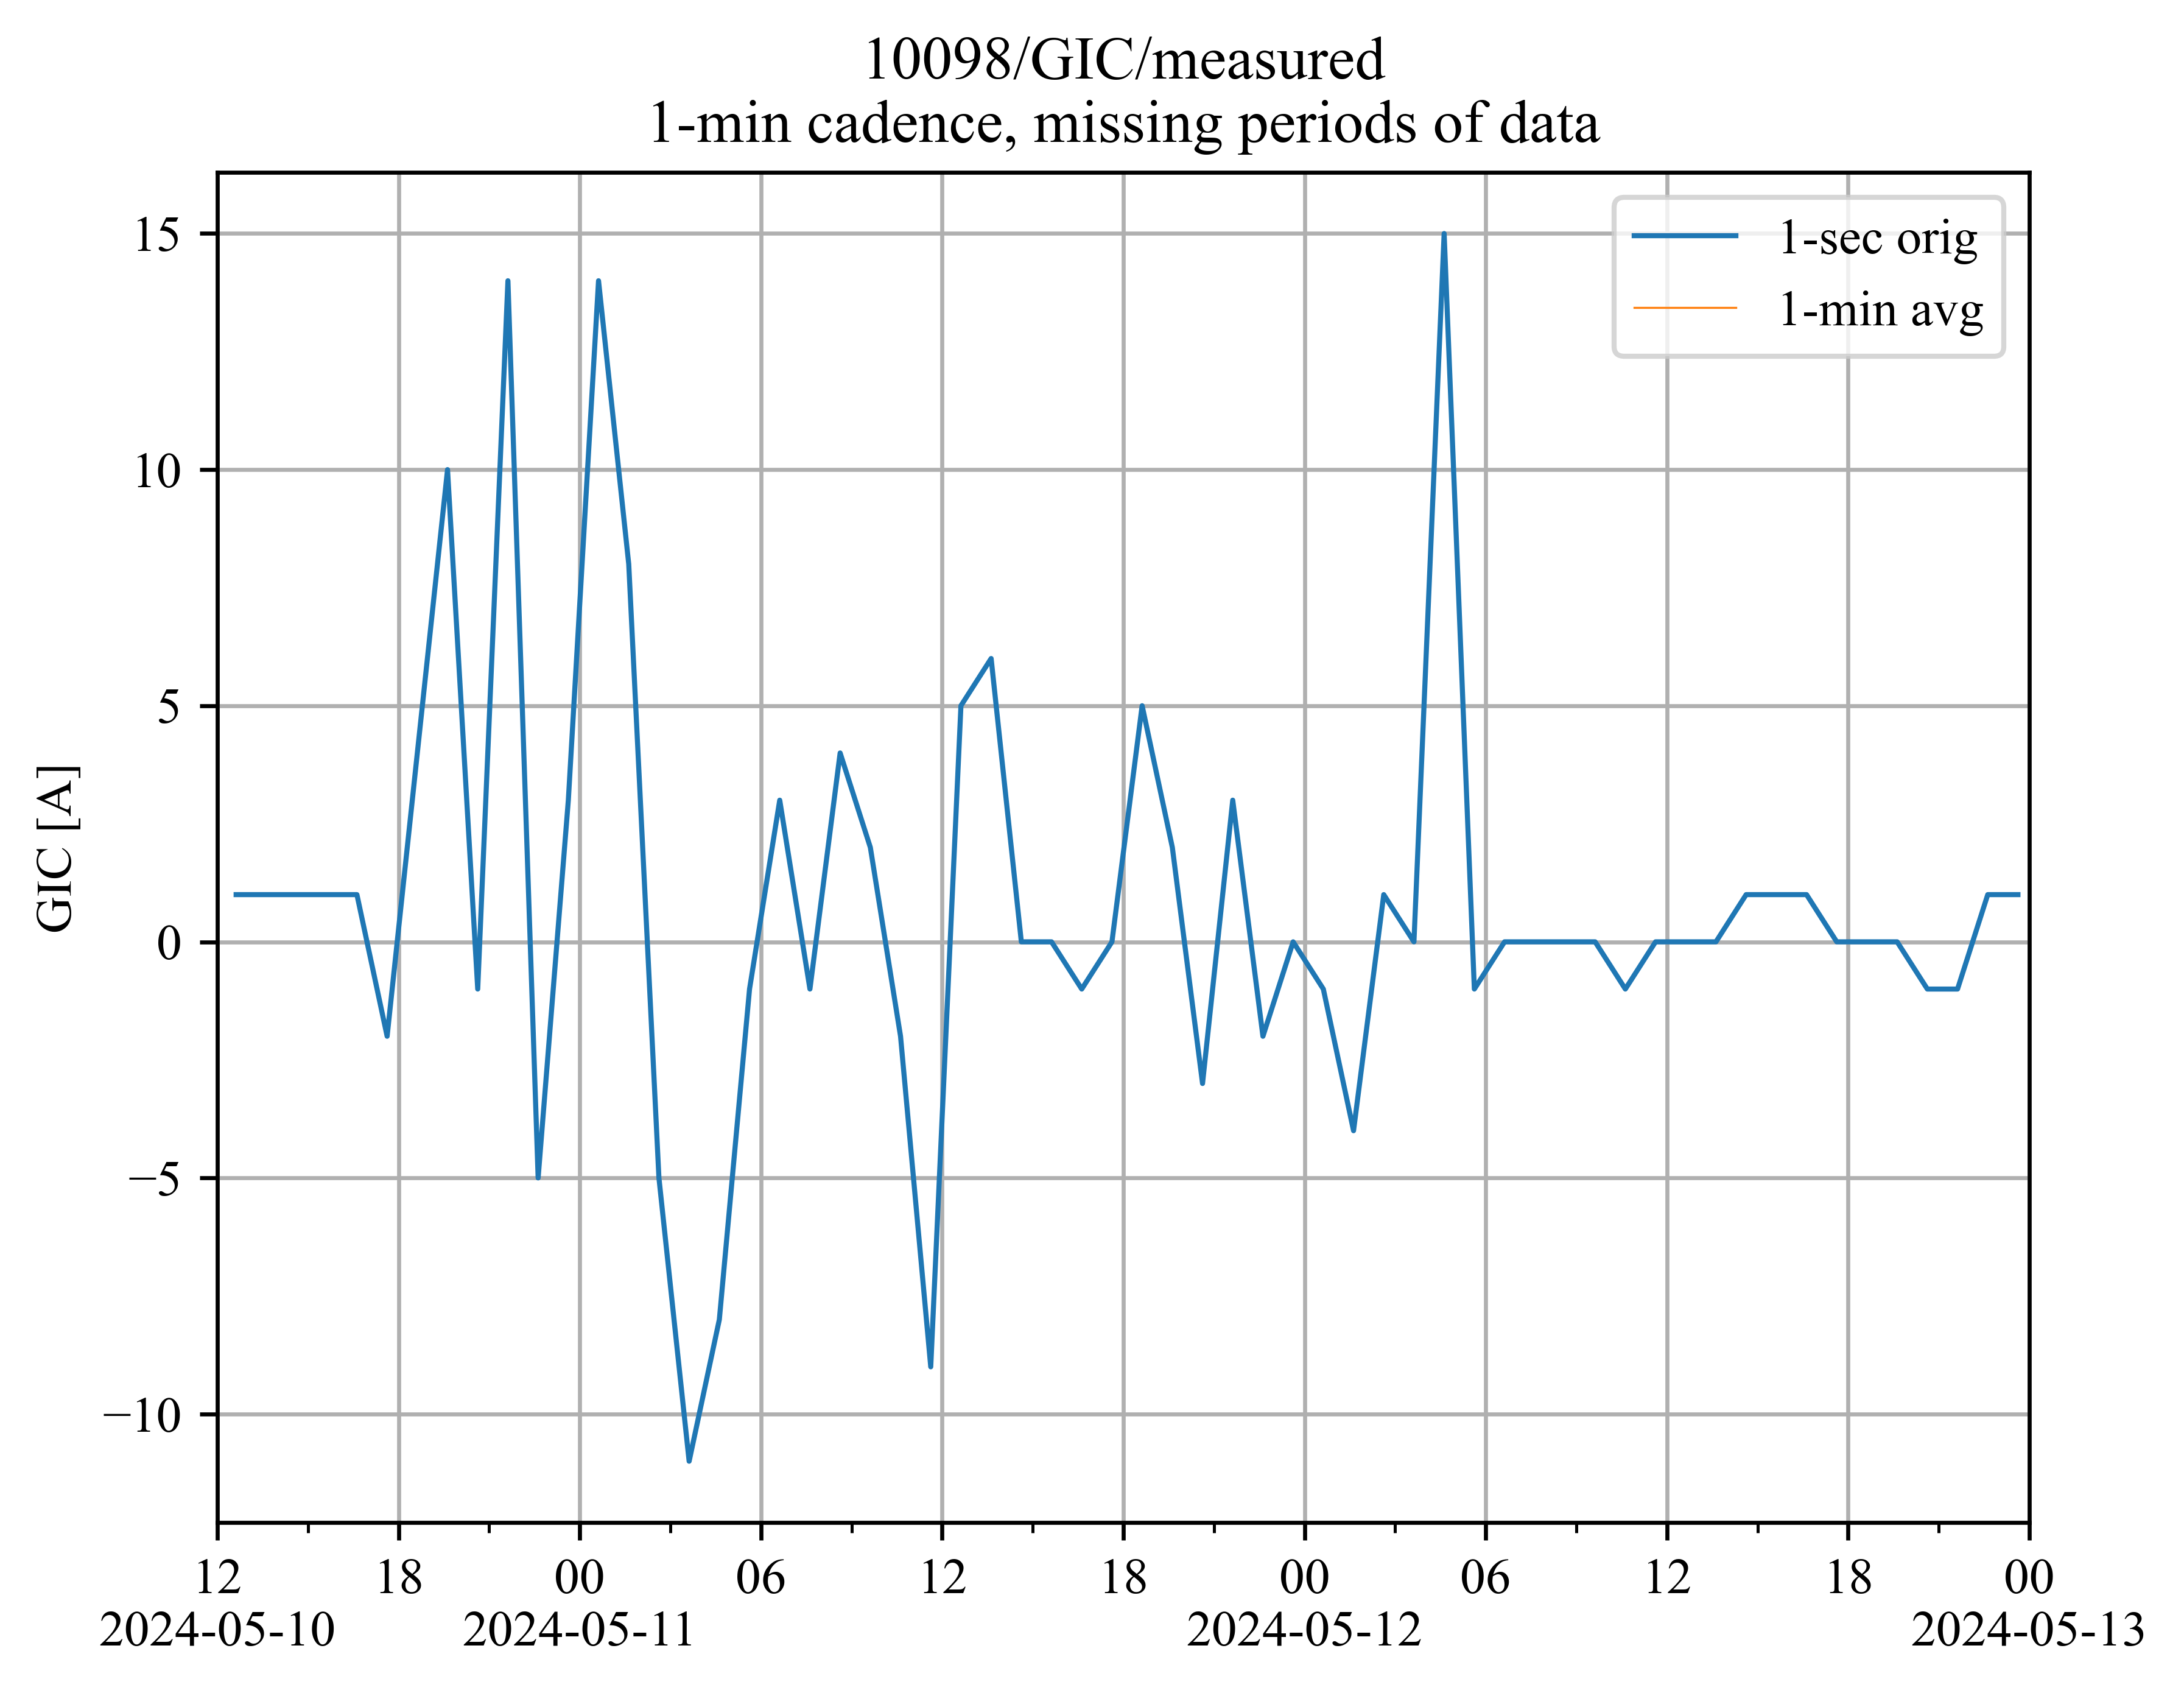 10098/GIC/measured
1-min cadence, missing periods of data
1-sec orig
1-min avg
GIC [A]
15
10
5
0
−5
−10
12 18 00 06 12 18 00 06 12 18 00
2024-05-10 2024-05-11 2024-05-12 2024-05-13